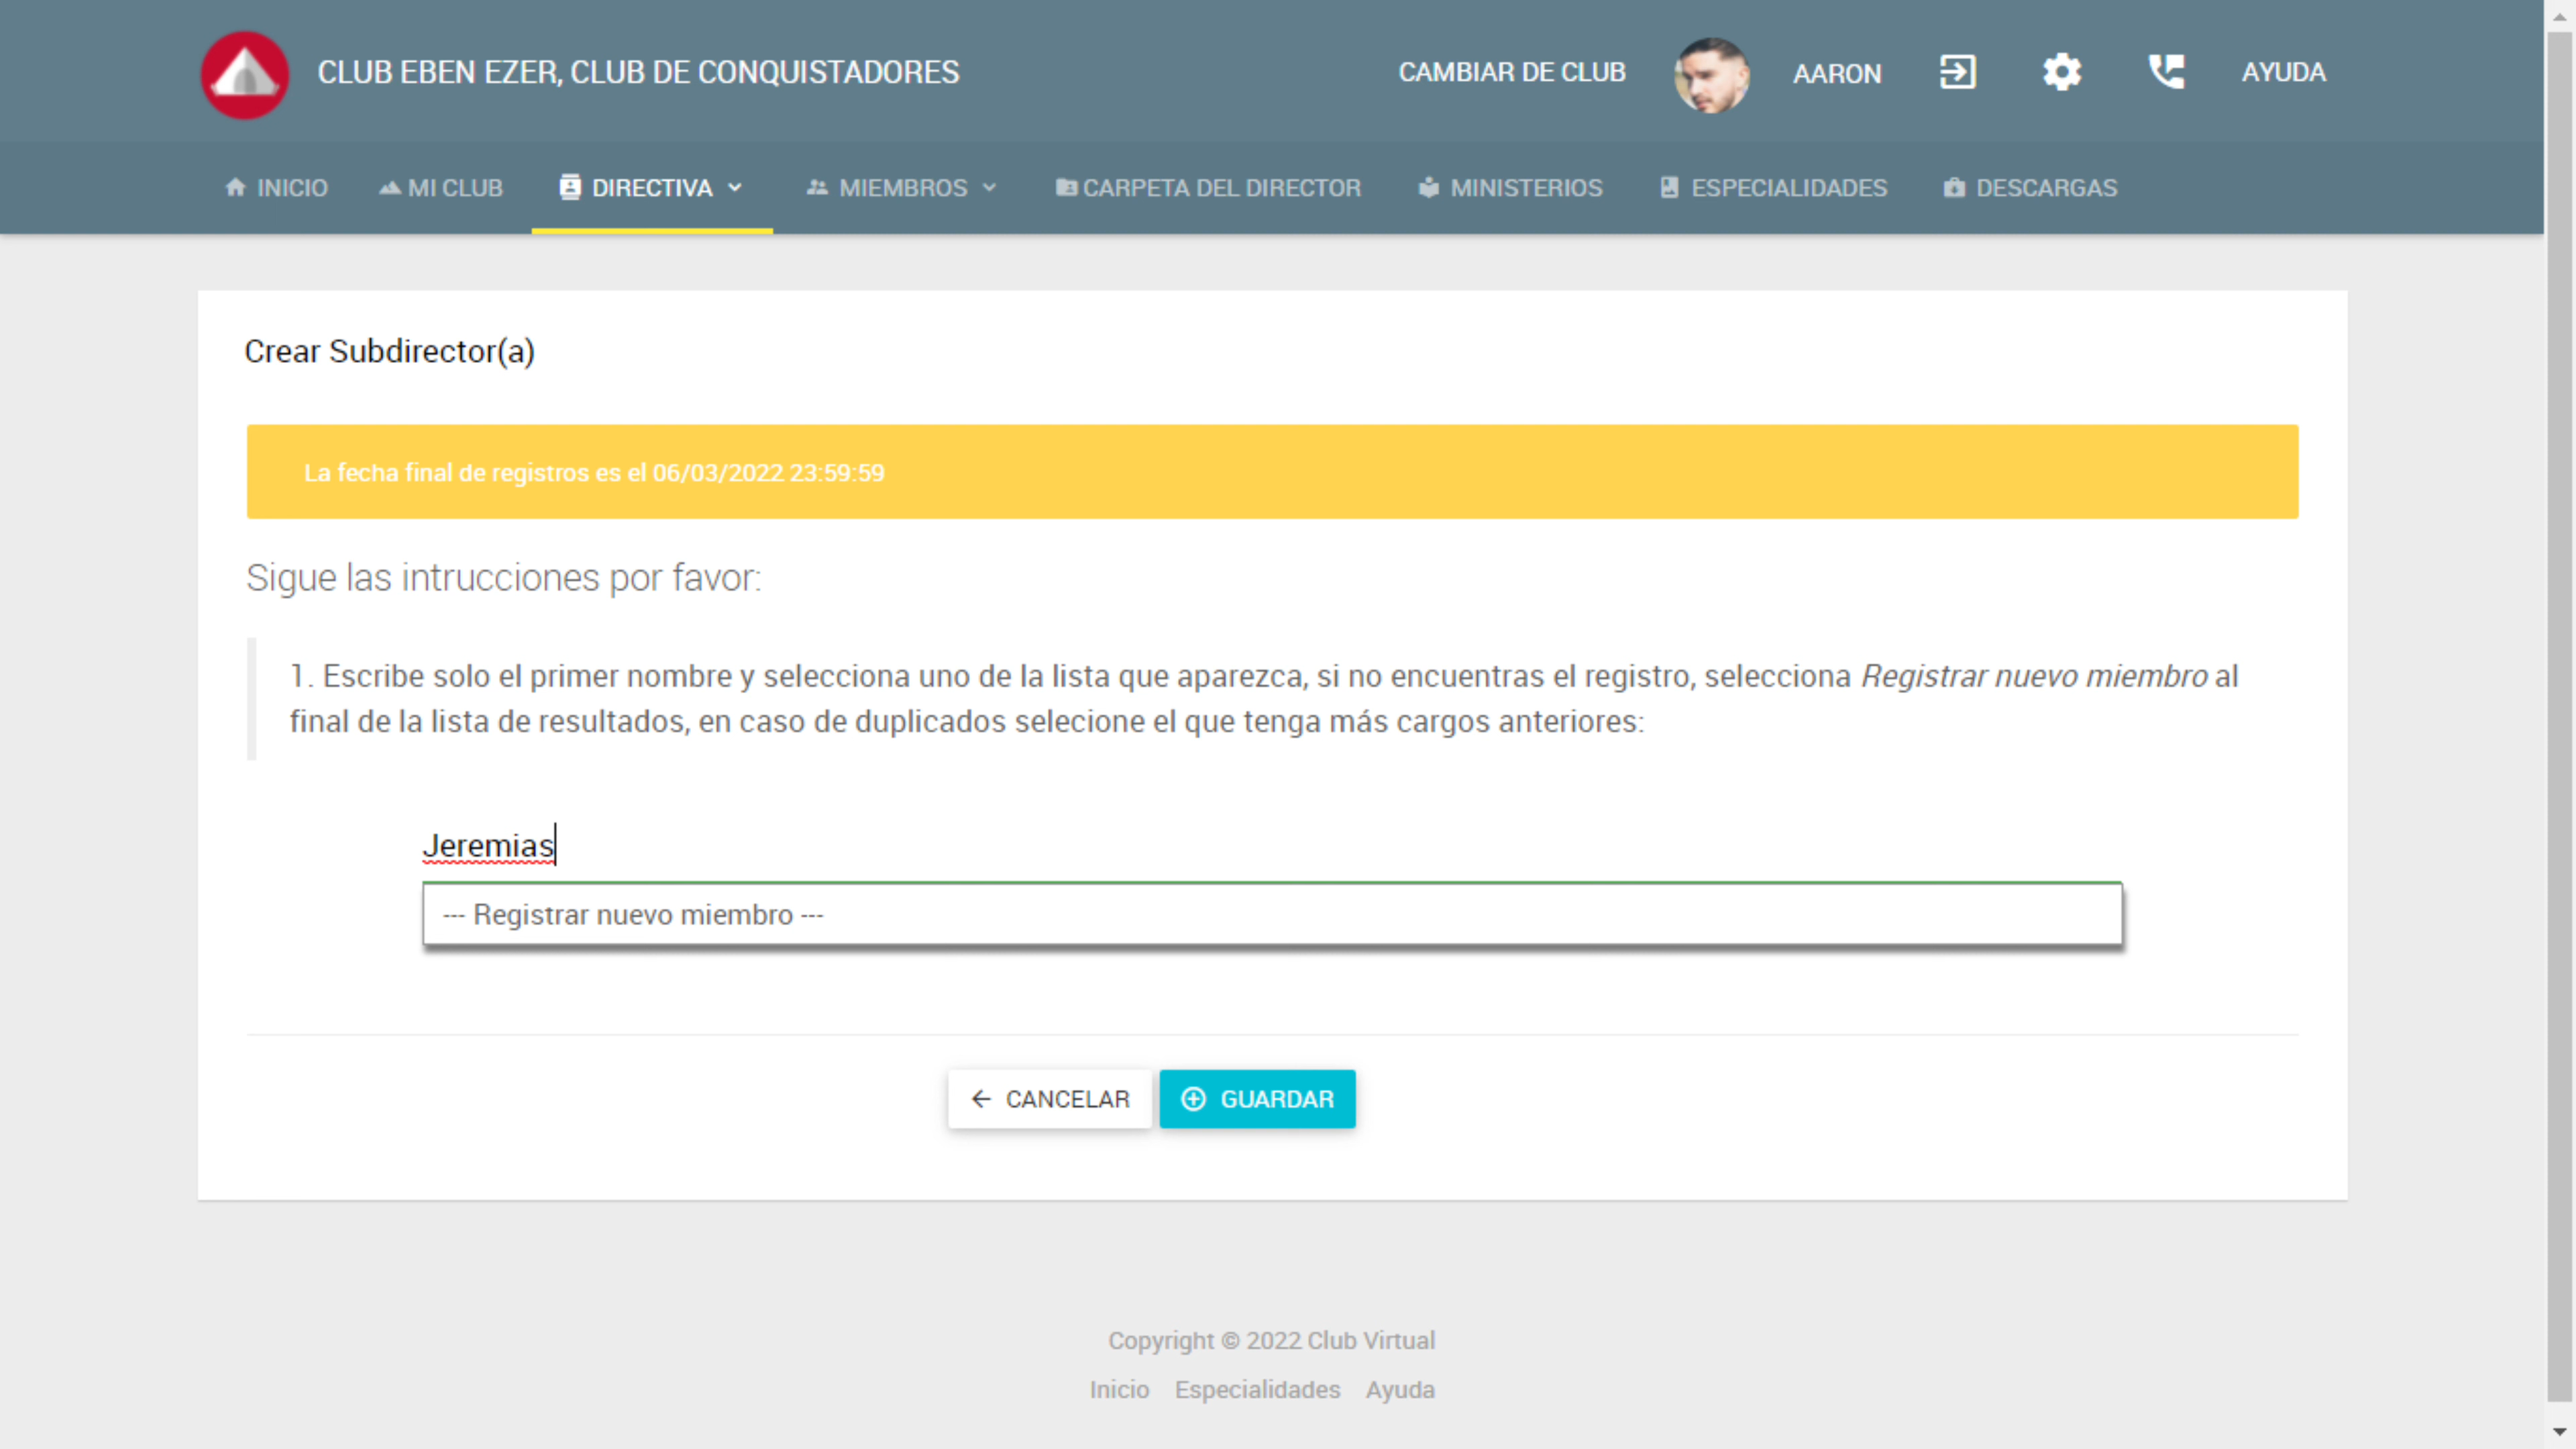 CLUB EBEN EZER, CLUB DE CONQUISTADORES
CAMBIAR DE CLUB
AARON
AYUDA
INICIO
MI CLUB
DIRECTIVA
MIEMBROS
CARPETA DEL DIRECTOR
MINISTERIOS
ESPECIALIDADES
DESCARGAS
Crear Subdirector(a)
La fecha final de registros es el 06/03/2022 23:59:59
Sigue las intrucciones por favor:
1. Escribe solo el primer nombre y selecciona uno de la lista que aparezca, si no encuentras el registro, selecciona Registrar nuevo miembro al
final de la lista de resultados, en caso de duplicados selecione el que tenga más cargos anteriores:
Jeremias
--- Registrar nuevo miembro ---
CANCELAR
GUARDAR
Copyright © 2022 Club Virtual
Inicio Especialidades Ayuda